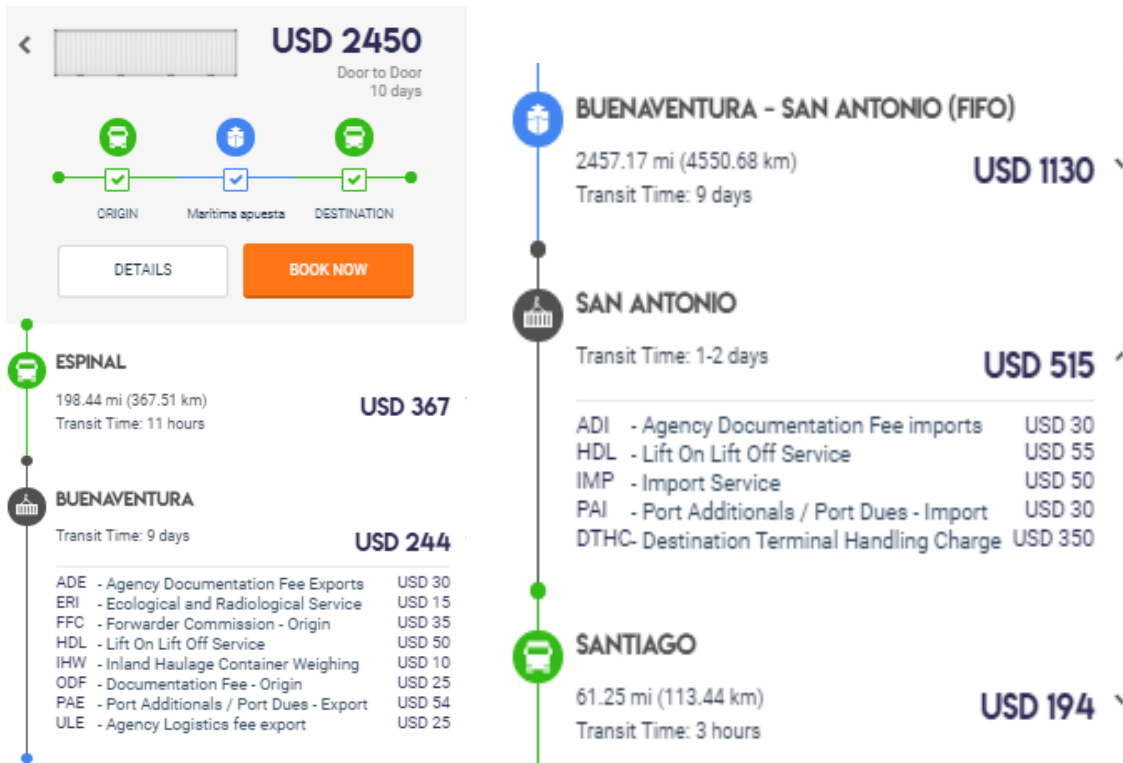 USD 2450
Door to Door
10 days
ORIGIN
Marítima apuesta
DESTINATION
DETAILS
BOOK NOW
ESPINAL
198.44 mi (367.51 km)
USD 367
Transit Time: 11 hours
BUENAVENTURA
Transit Time: 9 days
USD 244
ADE - Agency Documentation Fee Exports USD 30
ERI - Ecological and Radiological Service USD 15
FFC - Forwarder Commission - Origin USD 35
HDL - Lift On Lift Off Service USD 50
IHW - Inland Haulage Container Weighing USD 10
ODF - Documentation Fee - Origin USD 25
PAE - Port Additionals / Port Dues - Export USD 54
ULE - Agency Logistics fee export USD 25
BUENAVENTURA - SAN ANTONIO (FIFO)
2457.17 mi (4550.68 km)
USD 1130
Transit Time: 9 days
SAN ANTONIO
Transit Time: 1-2 days
USD 515
ADI - Agency Documentation Fee imports USD 30
HDL - Lift On Lift Off Service USD 55
IMP - Import Service USD 50
PAI - Port Additionals / Port Dues - Import USD 30
DTHC- Destination Terminal Handling Charge USD 350
SANTIAGO
61.25 mi (113.44 km)
USD 194
Transit Time: 3 hours